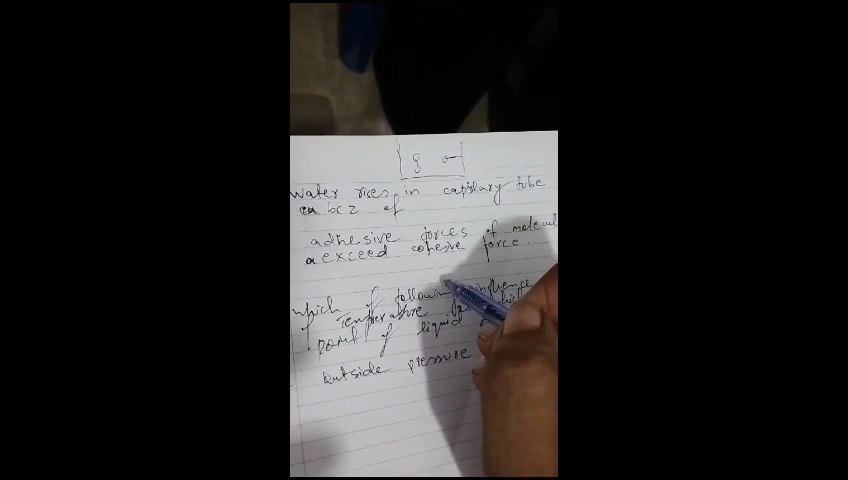 water rises in capilary tube
bcz of
adhesive forces of molecul
exceed cohesive force.
which of following influence
Temperature
point of liquid
outside pressure